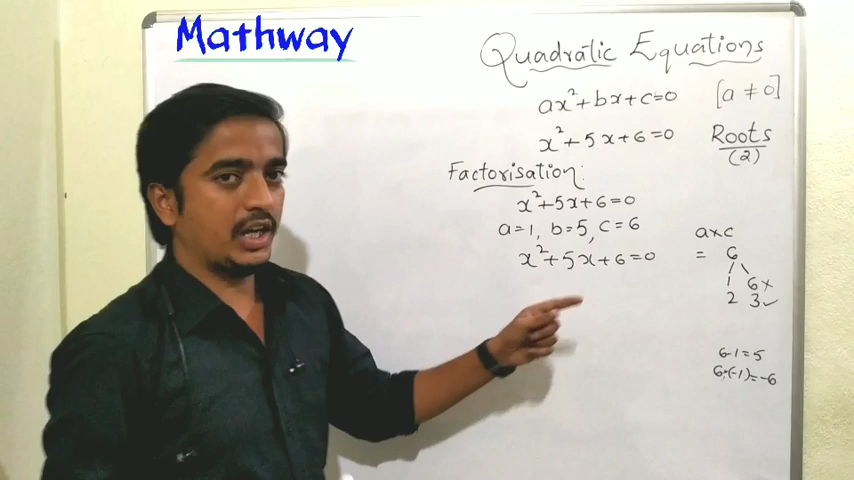 Mathway
Quadratic Equations
ax²+bx+c=0 [a ≠ 0]
x²+5x+6=0 Roots
(2)
Factorisation:
x²+5x+6=0
a=1, b=5, c=6
x²+5x+6=0
a×c
= 6
1 6 ×
2 3 ✓
6-1=5
6×(-1)=-6